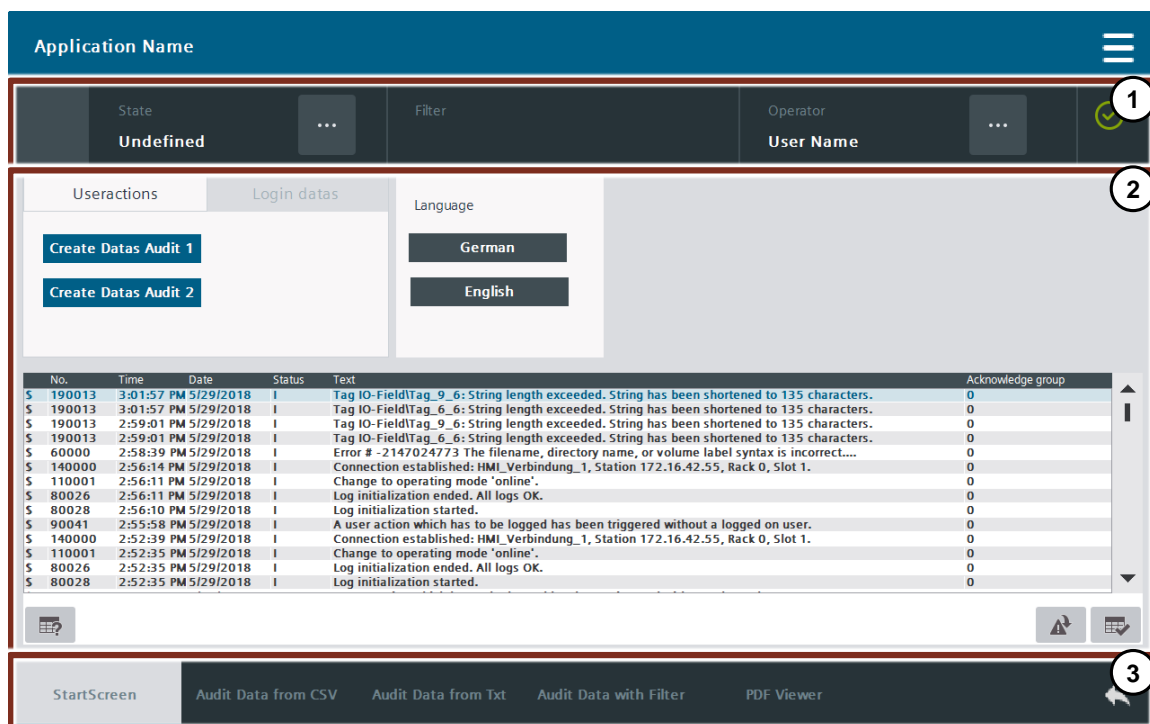 Application Name
1
State Filter Operator
Undefined ... User Name ...
2
Useractions Login datas
Language
Create Datas Audit 1 German
Create Datas Audit 2 English
No. Time Date Status Text Acknowledge group
S 190013 3:01:57 PM 5/29/2018 I Tag IO-Field\Tag_9_6: String length exceeded. String has been shortened to 135 characters. 0
S 190013 3:01:57 PM 5/29/2018 I Tag IO-Field\Tag_6_6: String length exceeded. String has been shortened to 135 characters. 0
S 190013 2:59:01 PM 5/29/2018 I Tag IO-Field\Tag_9_6: String length exceeded. String has been shortened to 135 characters. 0
S 190013 2:59:01 PM 5/29/2018 I Tag IO-Field\Tag_6_6: String length exceeded. String has been shortened to 135 characters. 0
S 60000 2:58:39 PM 5/29/2018 I Error # -2147024773 The filename, directory name, or volume label syntax is incorrect.... 0
S 140000 2:56:14 PM 5/29/2018 I Connection established: HMI_Verbindung_1, Station 172.16.42.55, Rack 0, Slot 1. 0
S 110001 2:56:11 PM 5/29/2018 I Change to operating mode 'online'. 0
S 80026 2:56:11 PM 5/29/2018 I Log initialization ended. All logs OK. 0
S 80028 2:56:10 PM 5/29/2018 I Log initialization started. 0
S 90041 2:55:58 PM 5/29/2018 I A user action which has to be logged has been triggered without a logged on user. 0
S 140000 2:52:39 PM 5/29/2018 I Connection established: HMI_Verbindung_1, Station 172.16.42.55, Rack 0, Slot 1. 0
S 110001 2:52:35 PM 5/29/2018 I Change to operating mode 'online'. 0
S 80026 2:52:35 PM 5/29/2018 I Log initialization ended. All logs OK. 0
S 80028 2:52:35 PM 5/29/2018 I Log initialization started. 0
3
StartScreen Audit Data from CSV Audit Data from Txt Audit Data with Filter PDF Viewer